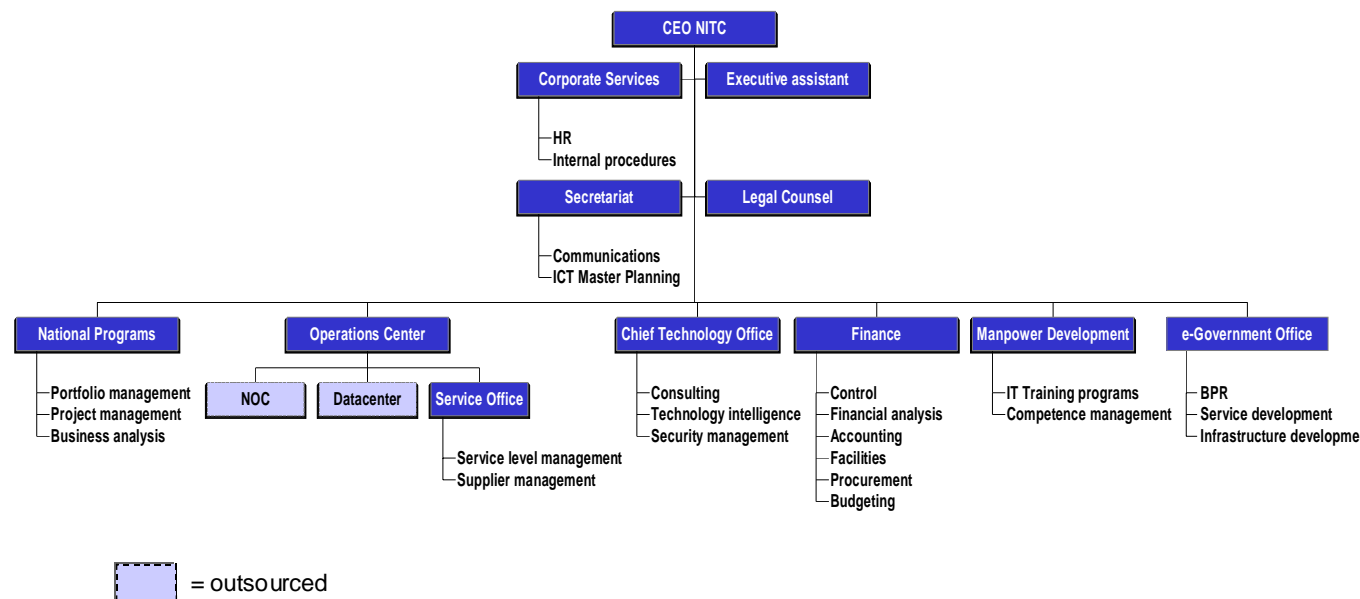 CEO NITC
Corporate Services
Executive assistant
HR
Internal procedures
Secretariat
Legal Counsel
Communications
ICT Master Planning
National Programs
Operations Center
Chief Technology Office
Finance
Manpower Development
e-Government Office
Portfolio management
Project management
Business analysis
NOC
Datacenter
Service Office
Service level management
Supplier management
Consulting
Technology intelligence
Security management
Control
Financial analysis
Accounting
Facilities
Procurement
Budgeting
IT Training programs
Competence management
BPR
Service development
Infrastructure developme
= outsourced